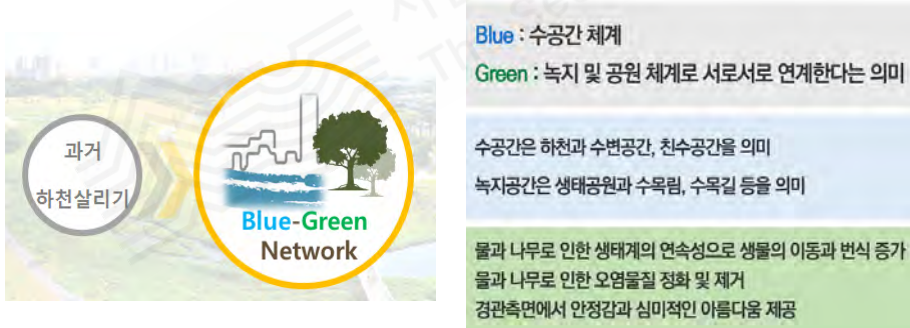 과거
하천살리기
Blue-Green
Network
Blue : 수공간 체계
Green : 녹지 및 공원 체계로 서로서로 연계한다는 의미
수공간은 하천과 수변공간, 친수공간을 의미
녹지공간은 생태공원과 수목림, 수목길 등을 의미
물과 나무로 인한 생태계의 연속성으로 생물의 이동과 번식 증가
물과 나무로 인한 오염물질 정화 및 제거
경관측면에서 안정감과 심미적인 아름다움 제공